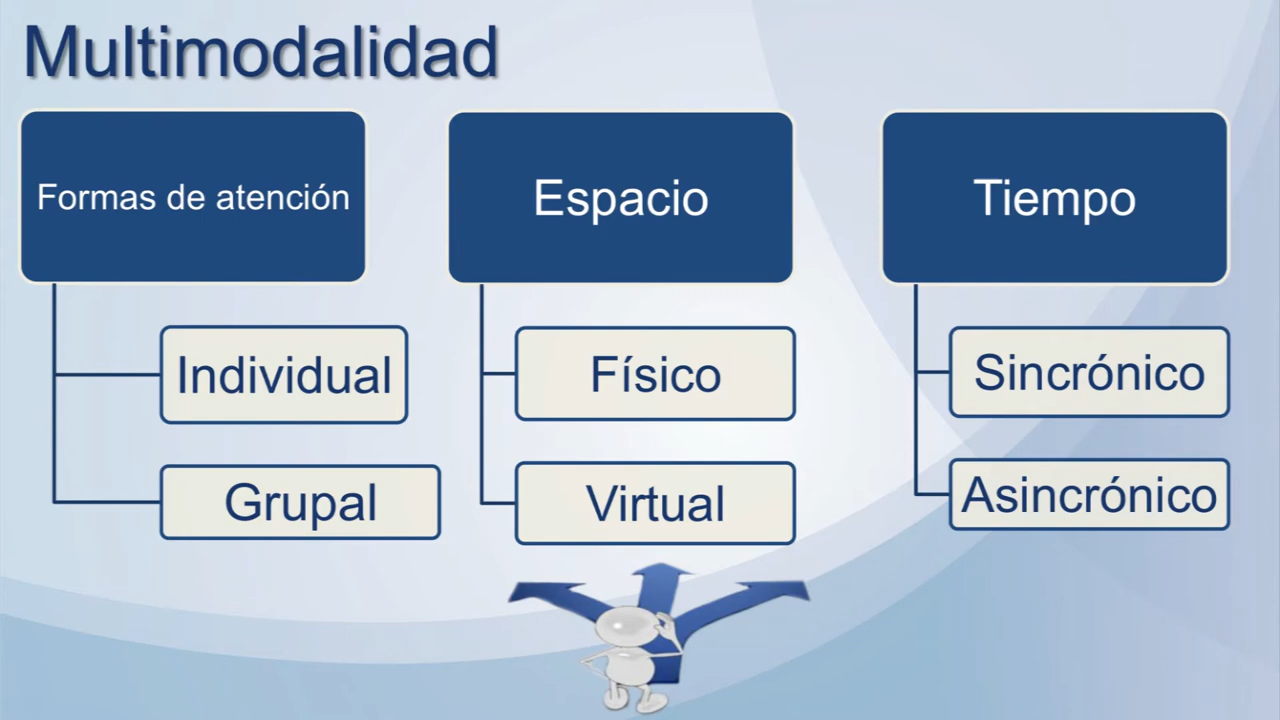 Multimodalidad
Formas de atención
Individual
Grupal
Espacio
Físico
Virtual
Tiempo
Sincrónico
Asincrónico